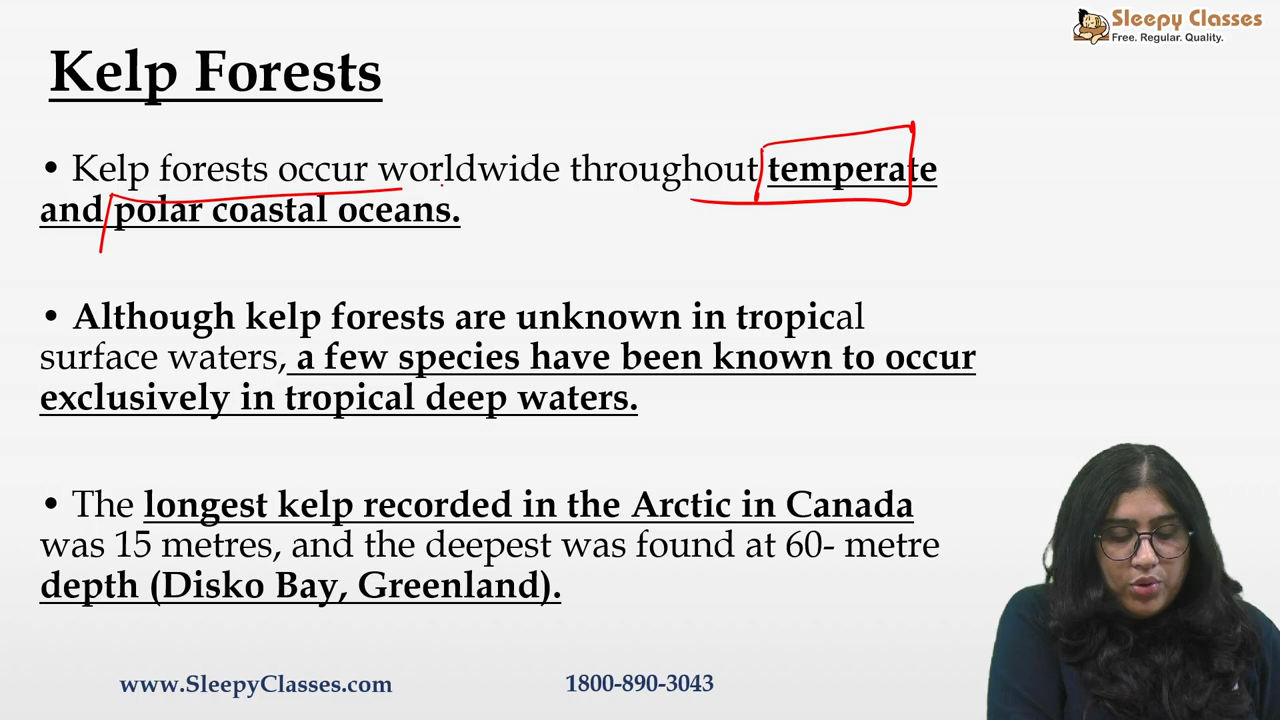 Sleepy Classes
Free. Regular. Quality.
Kelp Forests
• Kelp forests occur worldwide throughout temperate
and polar coastal oceans.
• Although kelp forests are unknown in tropical
surface waters, a few species have been known to occur
exclusively in tropical deep waters.
• The longest kelp recorded in the Arctic in Canada
was 15 metres, and the deepest was found at 60- metre
depth (Disko Bay, Greenland).
www.SleepyClasses.com
1800-890-3043